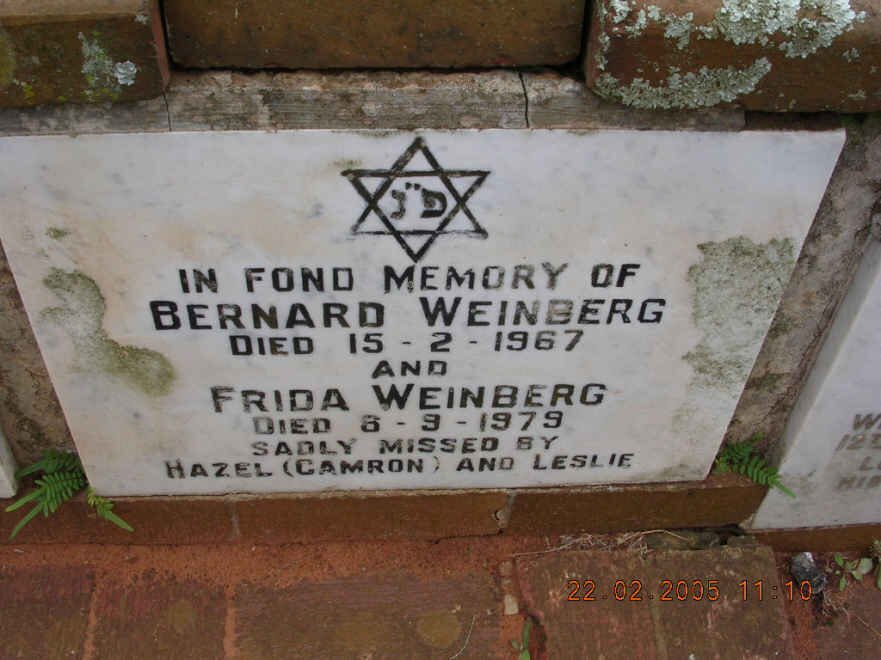 פ"נ
IN FOND MEMORY OF
BERNARD WEINBERG
DIED 15 - 2 - 1967
AND
FRIDA WEINBERG
DIED 8 - 9 - 1979
SADLY MISSED BY
HAZEL (CAMRON) AND LESLIE
22.02.2005 11:10